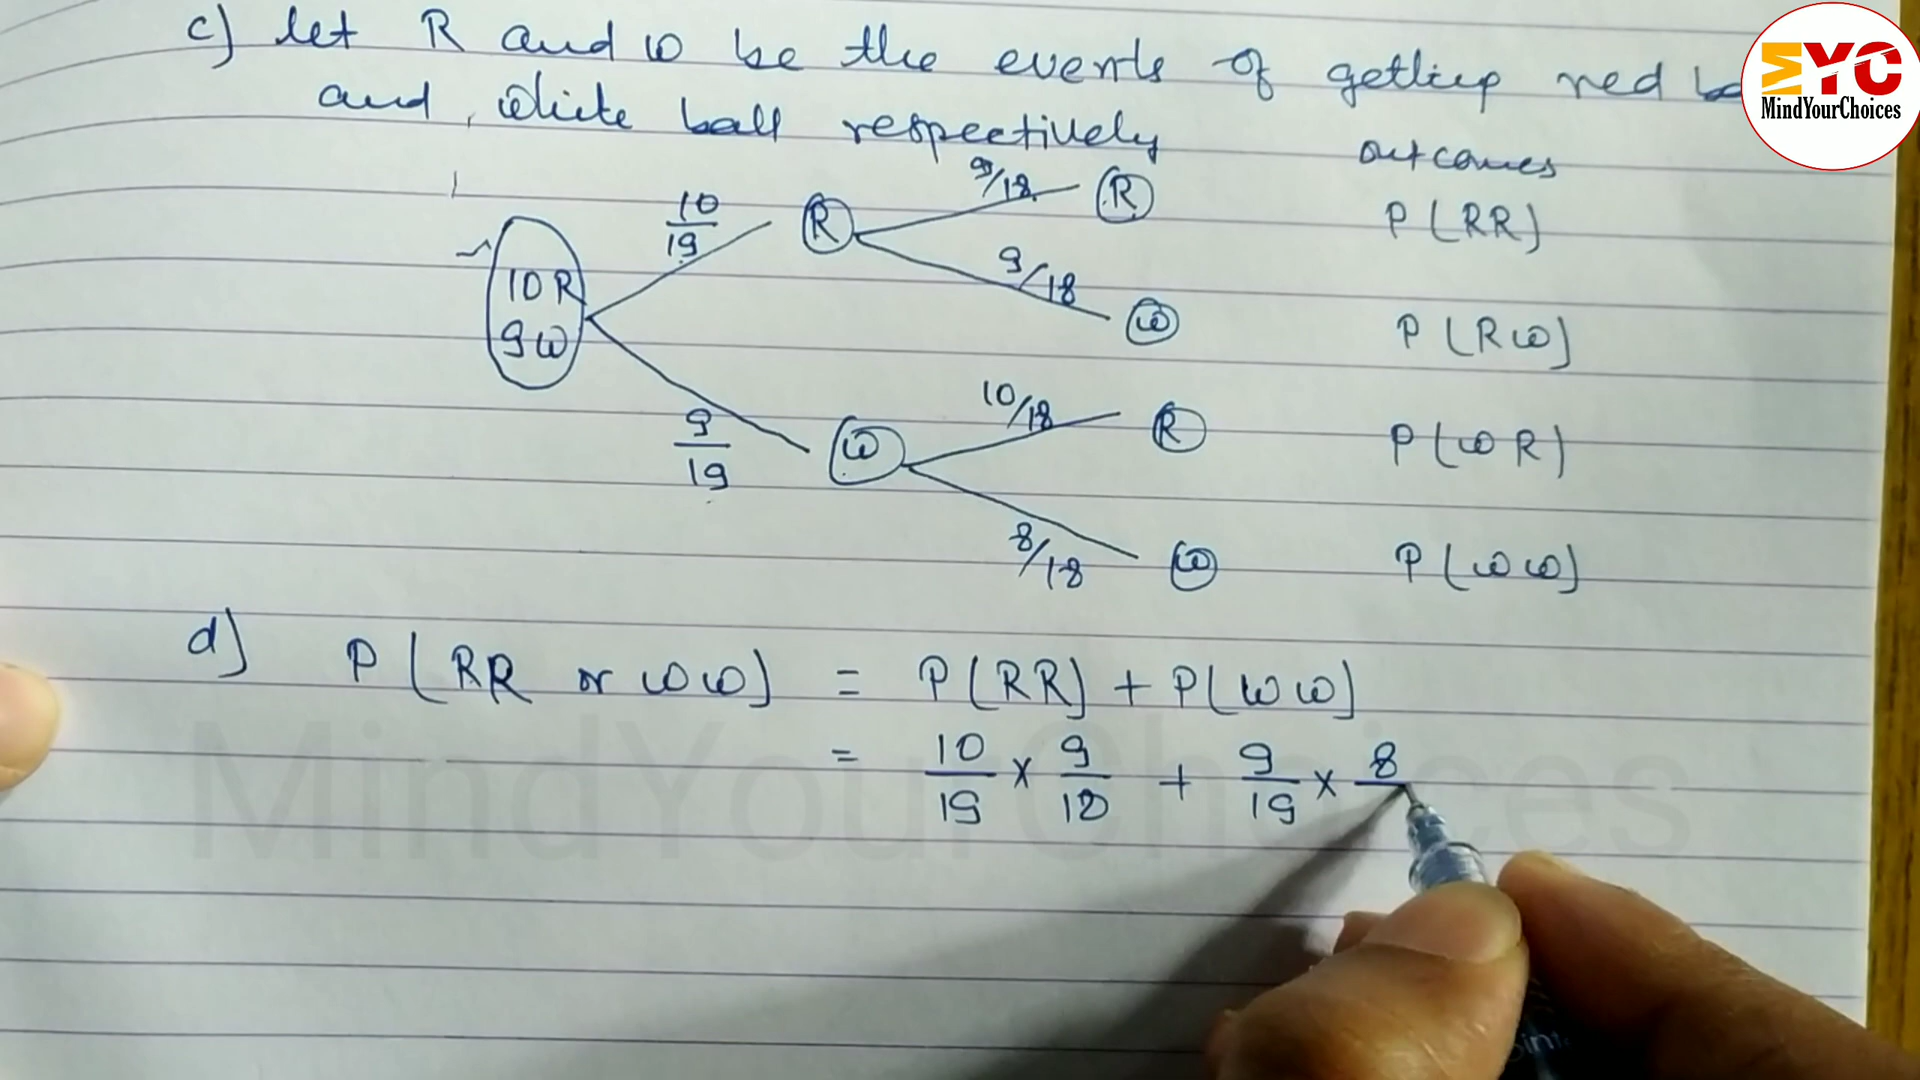 c) let R and W be the events of getting red
MYC
MindYourChoices
and, white ball respectively
outcomes
10/19 R 9/18 R P(RR)
10R
9W
9/18 W P(RW)
9/19 W 10/18 R P(WR)
8/18 W P(WW)
d) P(RR or WW) = P(RR) + P(WW)
= 10/19 × 9/18 + 9/19 × 8
MindYourChoices